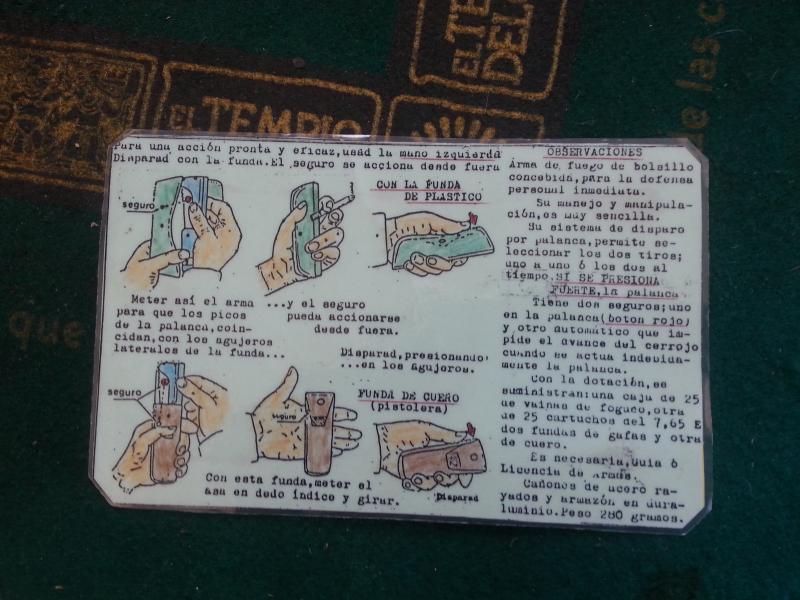 EL TEMPIO
EL TE
DEL
que
e las c
Para una acción pronta y eficaz,usad la mano izquierda
Disparad con la funda.El seguro se acciona desde fuera
seguro
CON LA FUNDA
DE PLASTICO
Meter así el arma
para que los picos
de la palanca,coin-
cidan,con los agujeros
laterales de la funda...
...y el seguro
pueda accionarse
desde fuera.
Disparad,presionando,
...en los agujeros.
seguro
seguro
FUNDA DE CUERO
(pistolera)
Con esta funda,meter el
asa en dedo índice y girar.
Disparad
OBSERVACIONES
Arma de fuego de bolsillo
concebida,para la defensa
personal inmediata.
Su manejo y manipula-
ción,es muy sencilla.
Su sistema de disparo
por palanca,permite se-
leccionar los dos tiros;
uno a uno ó los dos al
tiempo.SÍ SE PRESIONA
FUERTE,la palanca
Tiene dos seguros;uno
en la palanca(boton rojo)
y otro automático que im-
pide el avance del cerrojo
cuando se actua indebida-
mente la palanca.
Con la dotación,se
suministran:una caja de 25
de vainas de fogueo,otra
de 25 cartuchos del 7,65 E
dos fundas de gafas y otra
de cuero.
Es necesaria,Guia ó
Licencia de Armas.
Cañones de acero ra-
yados y armazón en dura-
luminio.Peso 280 gramos.